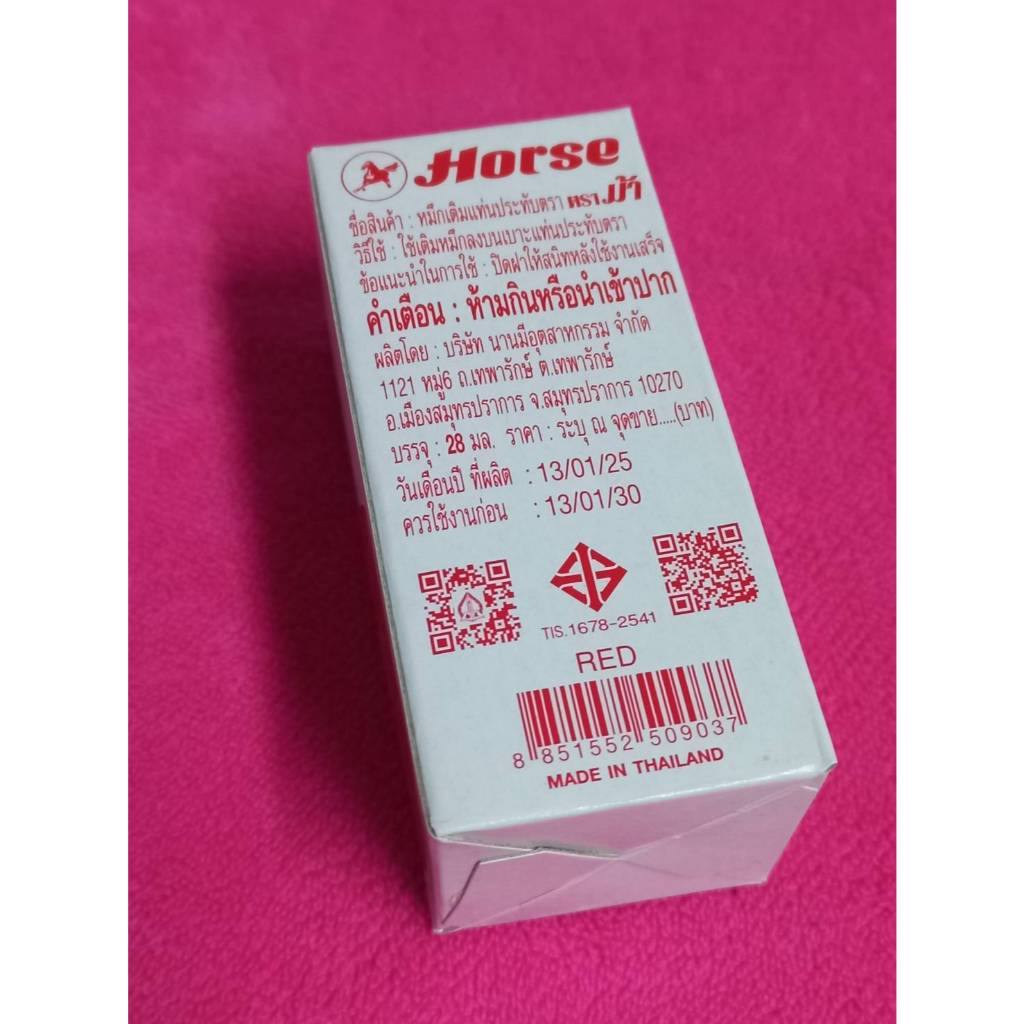 Horse
ชื่อสินค้า : หมึกเติมแท่นประทับตรา ตราม้า
วิธีใช้ : ใช้เติมหมึกลงบนเบาะแท่นประทับตรา
ข้อแนะนำในการใช้ : ปิดฝาให้สนิทหลังใช้งานเสร็จ
คำเตือน : ห้ามกินหรือนำเข้าปาก
ผลิตโดย : บริษัท นานมีอุตสาหกรรม จำกัด
1121 หมู่6 ถ.เทพารักษ์ ต.เทพารักษ์
อ.เมืองสมุทรปราการ จ.สมุทรปราการ 10270
บรรจุ : 28 มล. ราคา : ระบุ ณ จุดขาย.....(บาท)
วันเดือนปี ที่ผลิต : 13/01/25
ควรใช้งานก่อน : 13/01/30
TIS.1678-2541
RED
8 851552 509037
MADE IN THAILAND